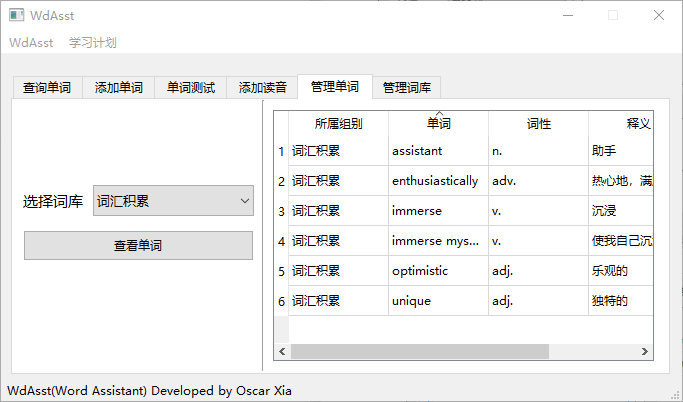 WdAsst
WdAsst 学习计划
查询单词 添加单词 单词测试 添加读音 管理单词 管理词库
选择词库 词汇积累
查看单词
所属组别 单词 词性 释义
1 词汇积累 assistant n. 助手
2 词汇积累 enthusiastically adv. 热心地，满
3 词汇积累 immerse v. 沉浸
4 词汇积累 immerse mys... v. 使我自己沉
5 词汇积累 optimistic adj. 乐观的
6 词汇积累 unique adj. 独特的
WdAsst(Word Assistant) Developed by Oscar Xia